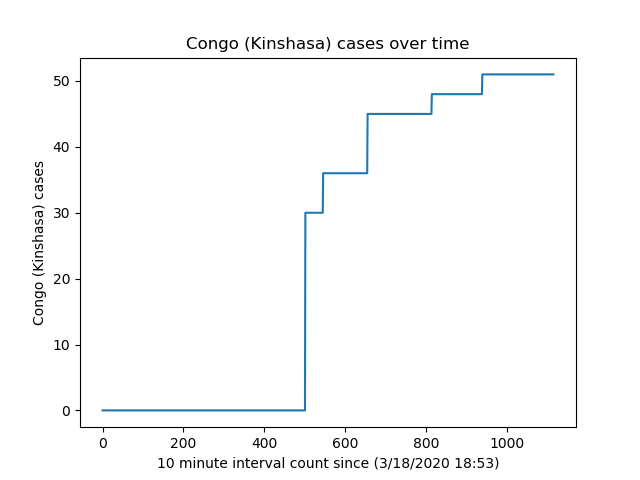 Congo (Kinshasa) cases over time
Congo (Kinshasa) cases
50
40
30
20
10
0
0 200 400 600 800 1000
10 minute interval count since (3/18/2020 18:53)